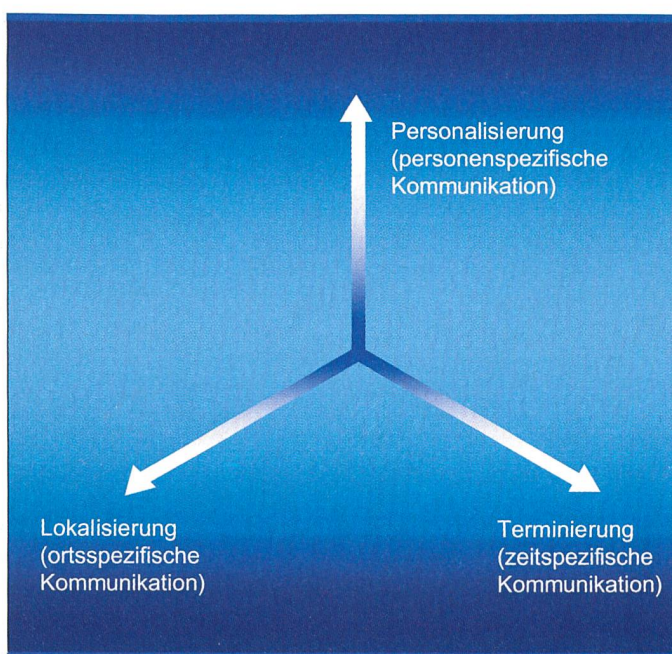 Personalisierung
(personenspezifische
Kommunikation)
Lokalisierung
(ortsspezifische
Kommunikation)
Terminierung
(zeitspezifische
Kommunikation)